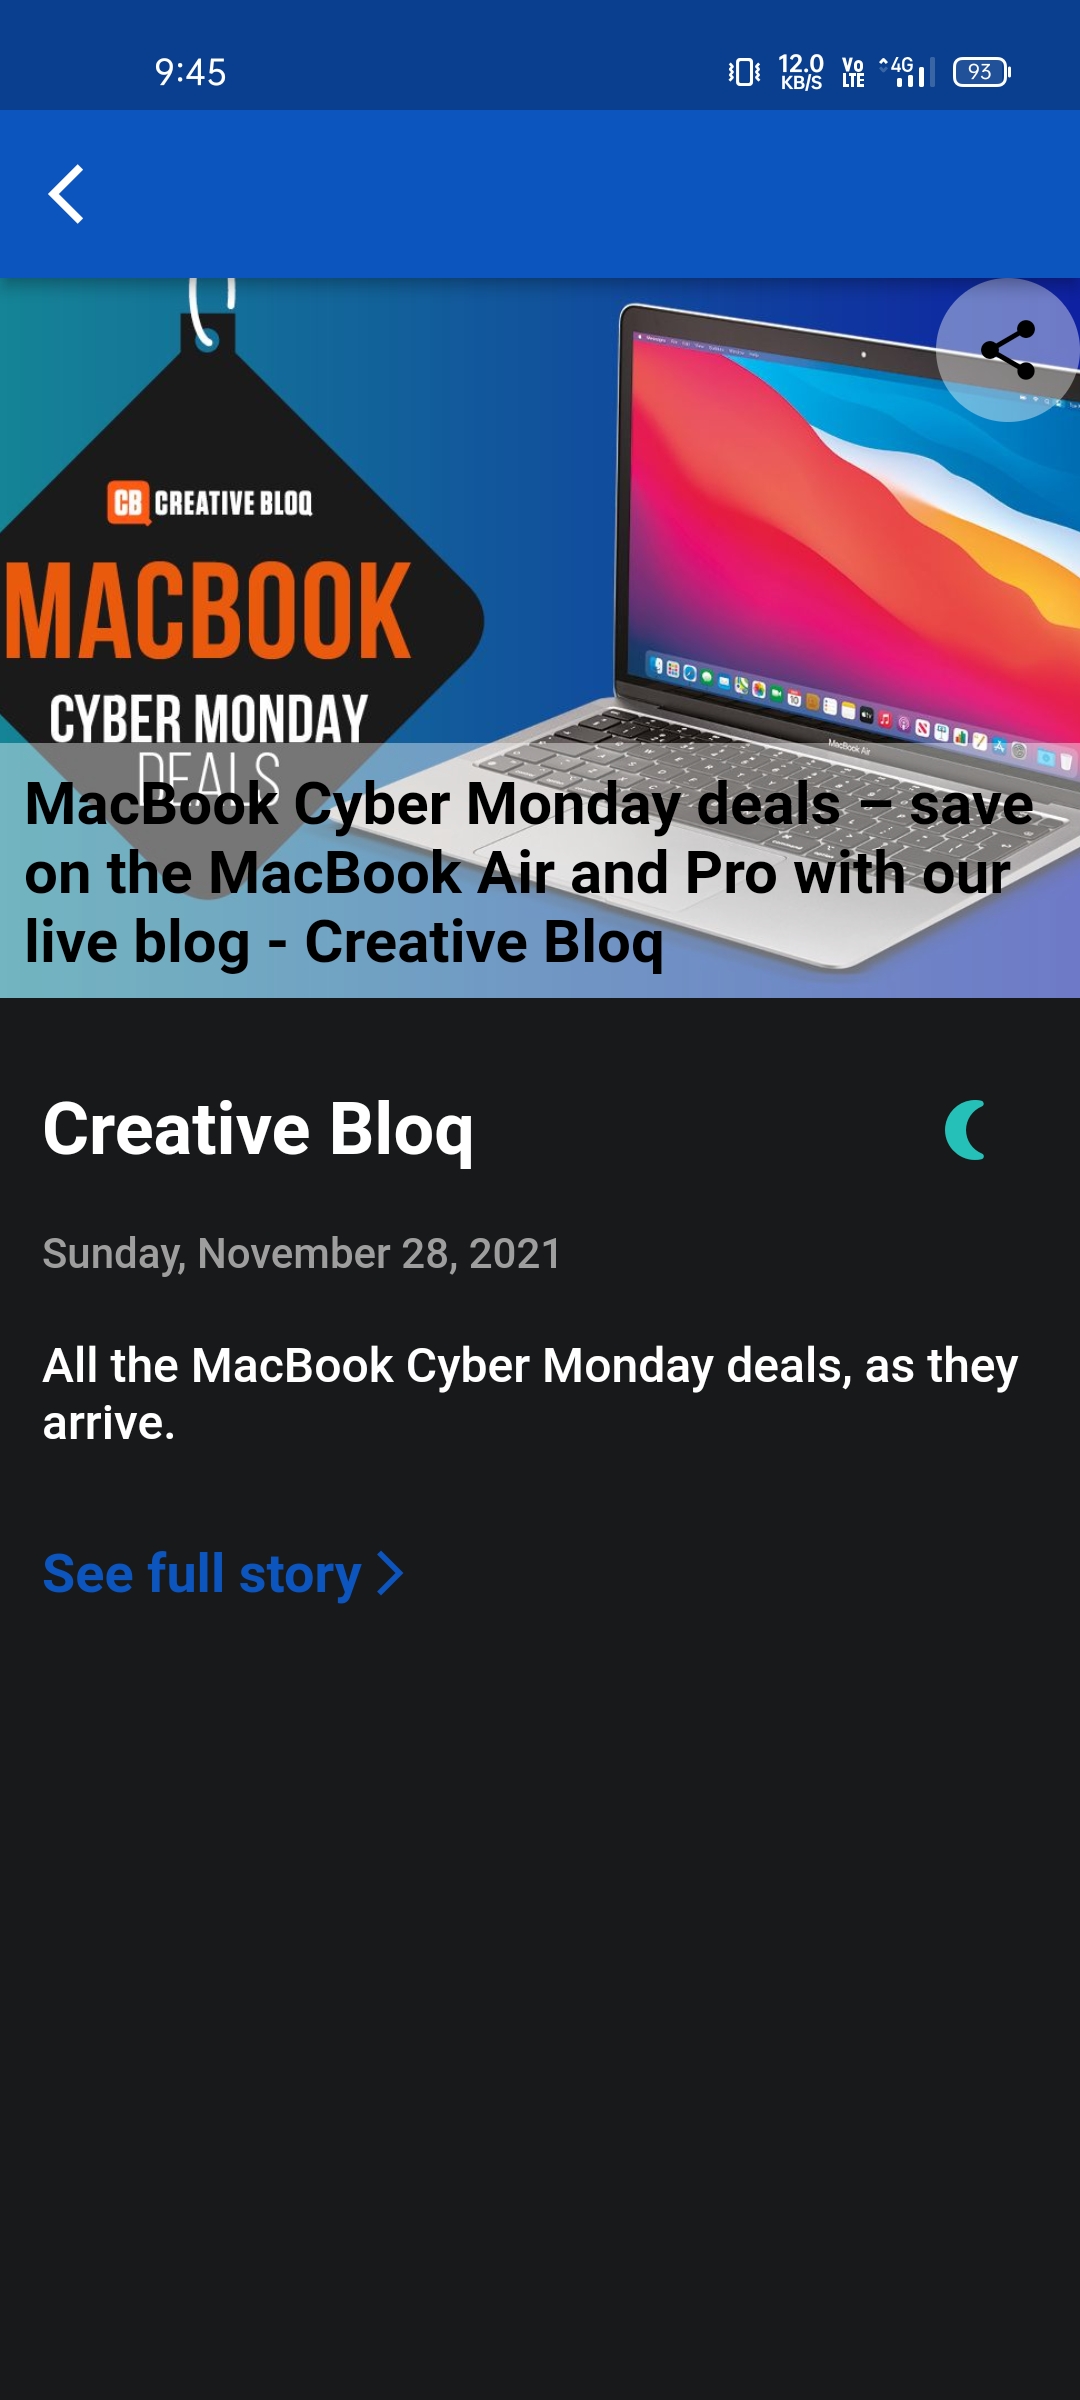 9:45
12.0
KB/S
Vo
LTE
4G
93
CB CREATIVE BLOQ
MACBOOK
CYBER MONDAY
DEALS
MacBook Air
MacBook Cyber Monday deals – save
on the MacBook Air and Pro with our
live blog - Creative Bloq
Creative Bloq
Sunday, November 28, 2021
All the MacBook Cyber Monday deals, as they
arrive.
See full story